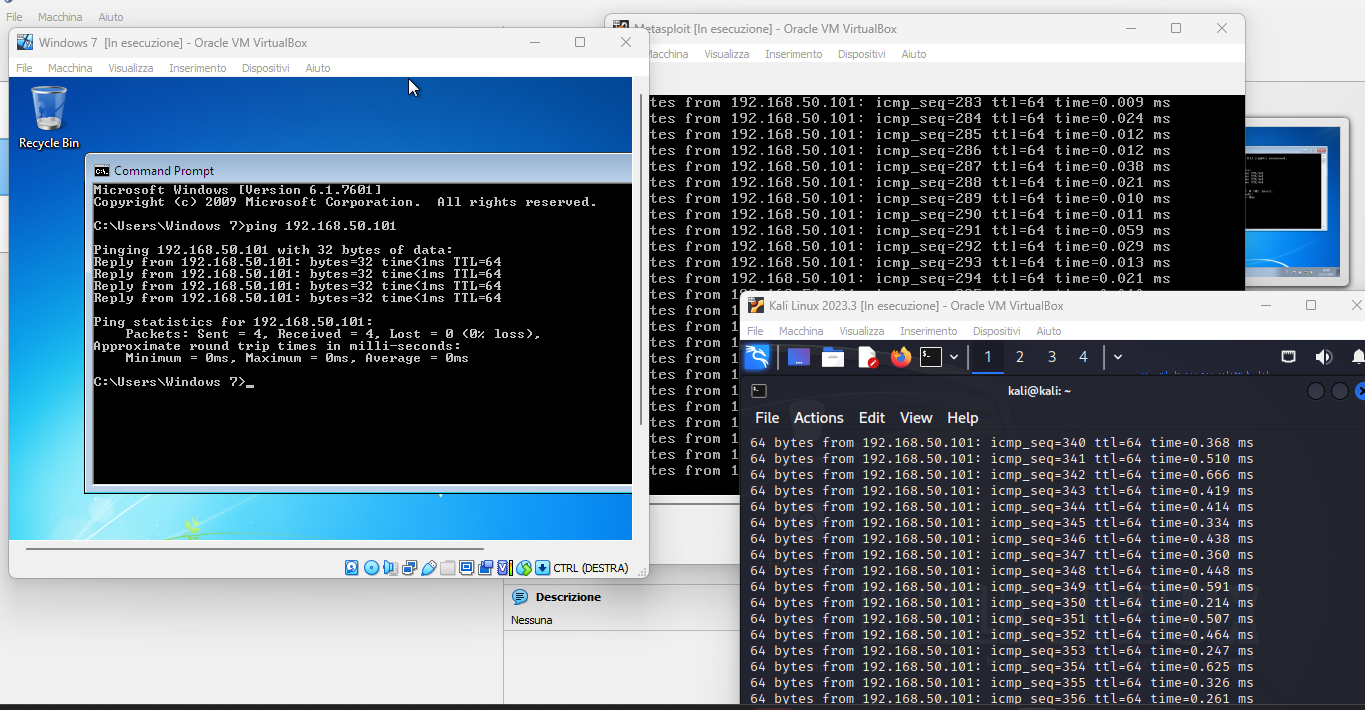 File Macchina Aiuto
Windows 7 [In esecuzione] - Oracle VM VirtualBox
File Macchina Visualizza Inserimento Dispositivi Aiuto
Recycle Bin
Command Prompt
Microsoft Windows [Version 6.1.7601]
Copyright (c) 2009 Microsoft Corporation. All rights reserved.
C:\Users\Windows 7>ping 192.168.50.101
Pinging 192.168.50.101 with 32 bytes of data:
Reply from 192.168.50.101: bytes=32 time<1ms TTL=64
Reply from 192.168.50.101: bytes=32 time<1ms TTL=64
Reply from 192.168.50.101: bytes=32 time<1ms TTL=64
Reply from 192.168.50.101: bytes=32 time<1ms TTL=64
Ping statistics for 192.168.50.101:
Packets: Sent = 4, Received = 4, Lost = 0 (0% loss),
Approximate round trip times in milli-seconds:
Minimum = 0ms, Maximum = 0ms, Average = 0ms
C:\Users\Windows 7>_
CTRL (DESTRA)
Descrizione
Nessuna
Metasploit [In esecuzione] - Oracle VM VirtualBox
Macchina Visualizza Inserimento Dispositivi Aiuto
tes from 192.168.50.101: icmp_seq=283 ttl=64 time=0.009 ms
tes from 192.168.50.101: icmp_seq=284 ttl=64 time=0.024 ms
tes from 192.168.50.101: icmp_seq=285 ttl=64 time=0.012 ms
tes from 192.168.50.101: icmp_seq=286 ttl=64 time=0.012 ms
tes from 192.168.50.101: icmp_seq=287 ttl=64 time=0.038 ms
tes from 192.168.50.101: icmp_seq=288 ttl=64 time=0.021 ms
tes from 192.168.50.101: icmp_seq=289 ttl=64 time=0.010 ms
tes from 192.168.50.101: icmp_seq=290 ttl=64 time=0.011 ms
tes from 192.168.50.101: icmp_seq=291 ttl=64 time=0.059 ms
tes from 192.168.50.101: icmp_seq=292 ttl=64 time=0.029 ms
tes from 192.168.50.101: icmp_seq=293 ttl=64 time=0.013 ms
tes from 192.168.50.101: icmp_seq=294 ttl=64 time=0.021 ms
tes from 1
tes from 1
tes from 1
tes from 1
tes from 1
tes from 1
tes from 1
tes from 1
tes from 1
tes from 1
tes from 1
Kali Linux 2023.3 [In esecuzione] - Oracle VM VirtualBox
File Macchina Visualizza Inserimento Dispositivi Aiuto
1 2 3 4
kali@kali: ~
File Actions Edit View Help
64 bytes from 192.168.50.101: icmp_seq=340 ttl=64 time=0.368 ms
64 bytes from 192.168.50.101: icmp_seq=341 ttl=64 time=0.510 ms
64 bytes from 192.168.50.101: icmp_seq=342 ttl=64 time=0.666 ms
64 bytes from 192.168.50.101: icmp_seq=343 ttl=64 time=0.419 ms
64 bytes from 192.168.50.101: icmp_seq=344 ttl=64 time=0.414 ms
64 bytes from 192.168.50.101: icmp_seq=345 ttl=64 time=0.334 ms
64 bytes from 192.168.50.101: icmp_seq=346 ttl=64 time=0.438 ms
64 bytes from 192.168.50.101: icmp_seq=347 ttl=64 time=0.360 ms
64 bytes from 192.168.50.101: icmp_seq=348 ttl=64 time=0.448 ms
64 bytes from 192.168.50.101: icmp_seq=349 ttl=64 time=0.591 ms
64 bytes from 192.168.50.101: icmp_seq=350 ttl=64 time=0.214 ms
64 bytes from 192.168.50.101: icmp_seq=351 ttl=64 time=0.507 ms
64 bytes from 192.168.50.101: icmp_seq=352 ttl=64 time=0.464 ms
64 bytes from 192.168.50.101: icmp_seq=353 ttl=64 time=0.247 ms
64 bytes from 192.168.50.101: icmp_seq=354 ttl=64 time=0.625 ms
64 bytes from 192.168.50.101: icmp_seq=355 ttl=64 time=0.326 ms
64 bytes from 192.168.50.101: icmp_seq=356 ttl=64 time=0.261 ms